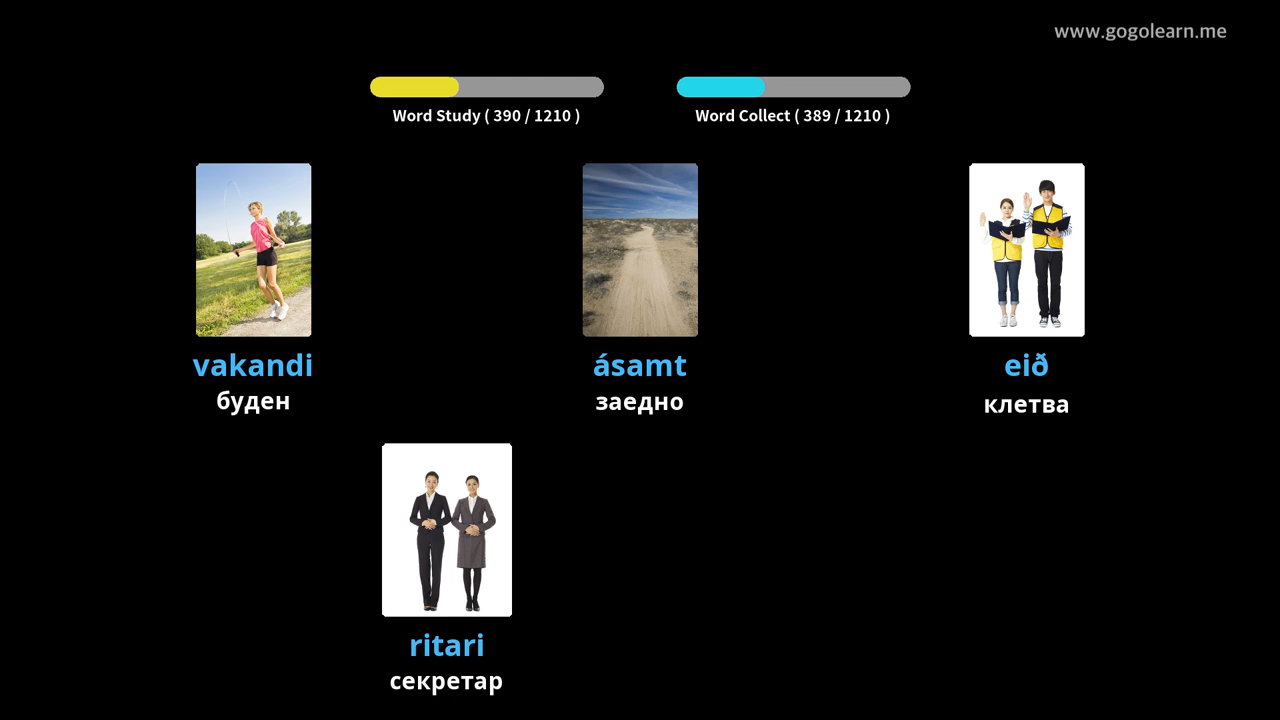 www.gogolearn.me
Word Study ( 390 / 1210 )
Word Collect ( 389 / 1210 )
vakandi
буден
ásamt
заедно
eið
клетва
ritari
секретар